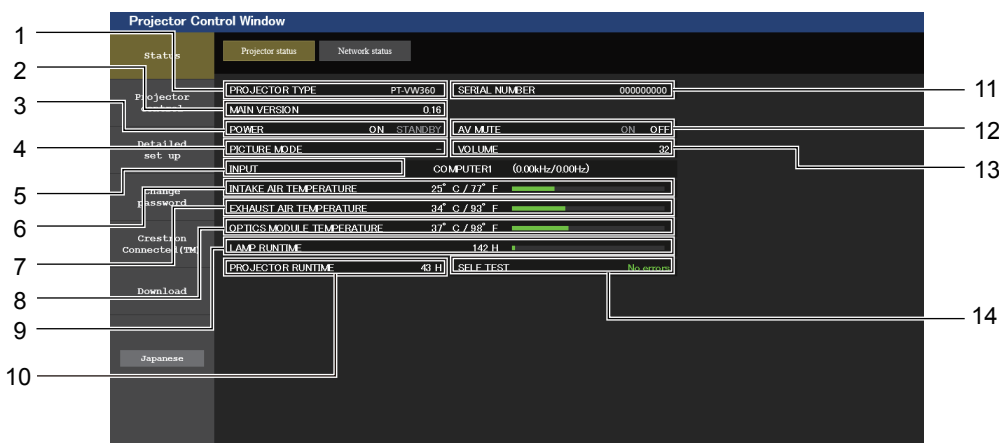 Projector Control Window
Status
Projector status
Network status
Projector
control
Detailed
set up
Change
password
Crestron
Connected(TM)
Download
Japanese
PROJECTOR TYPE PT-VW360
SERIAL NUMBER 000000000
MAIN VERSION 0.16
POWER ON STANDBY
AV MUTE ON OFF
PICTURE MODE –
VOLUME 32
INPUT COMPUTER1 (0.00kHz/0.00Hz)
INTAKE AIR TEMPERATURE 25° C / 77° F
EXHAUST AIR TEMPERATURE 34° C / 93° F
OPTICS MODULE TEMPERATURE 37° C / 98° F
LAMP RUNTIME 142 H
PROJECTOR RUNTIME 43 H
SELF TEST No errors
1
2
3
4
5
6
7
8
9
10
11
12
13
14